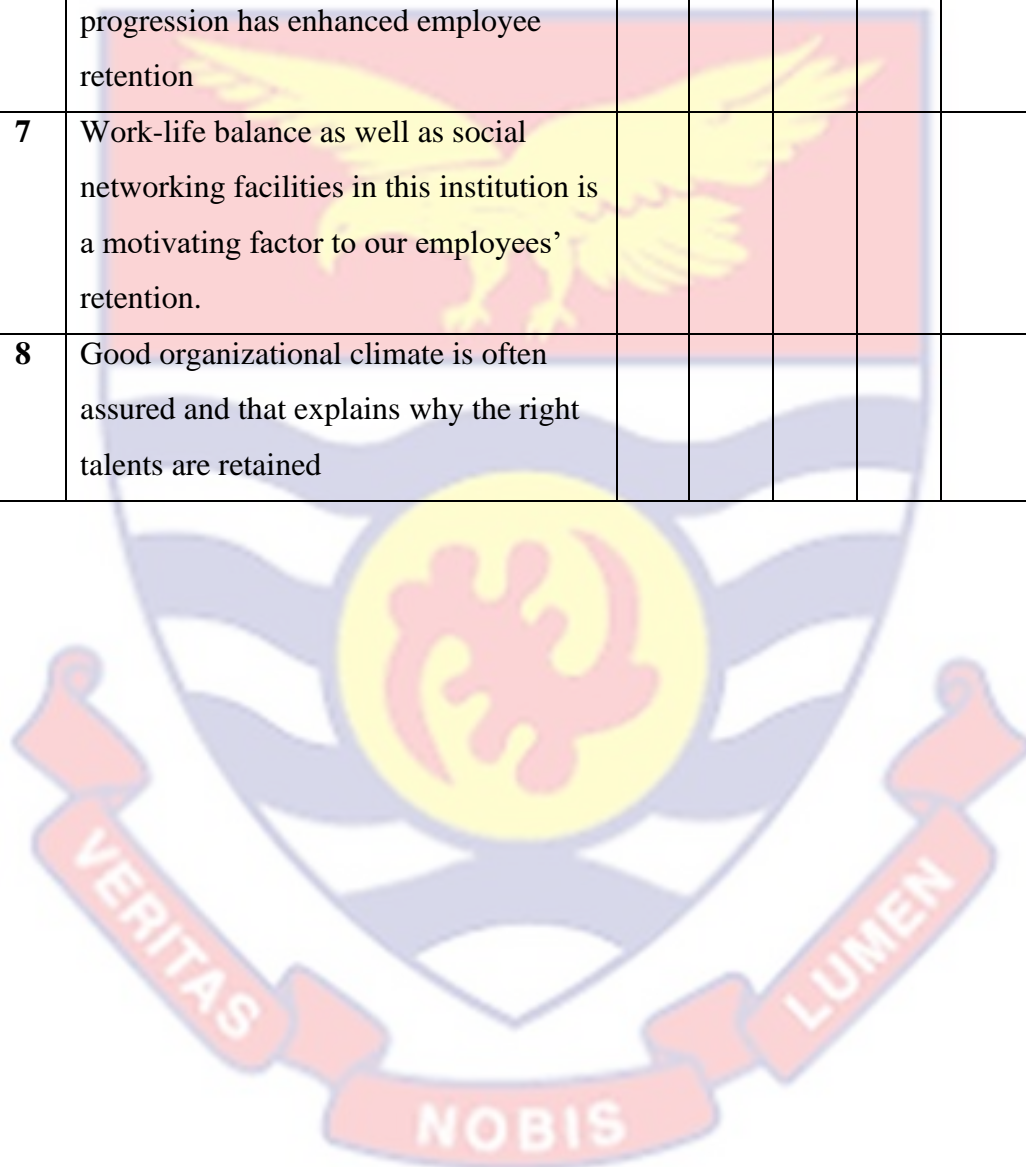 progression has enhanced employee
retention
7 Work-life balance as well as social
networking facilities in this institution is
a motivating factor to our employees’
retention.
8 Good organizational climate is often
assured and that explains why the right
talents are retained
VERITAS
NOBIS
LUMEN